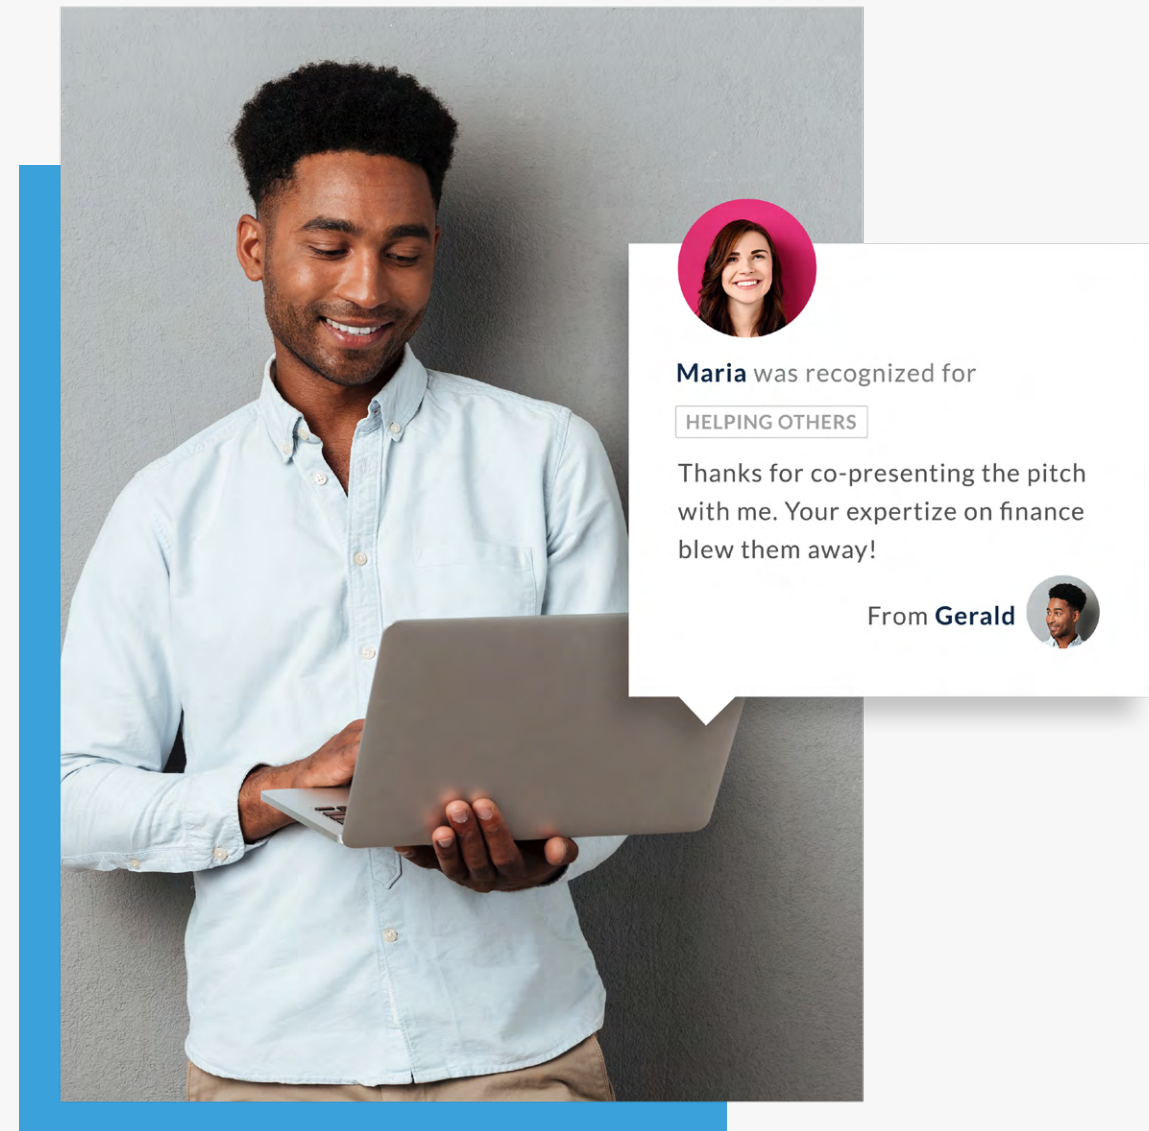 Maria was recognized for
HELPING OTHERS
Thanks for co-presenting the pitch
with me. Your expertize on finance
blew them away!
From Gerald